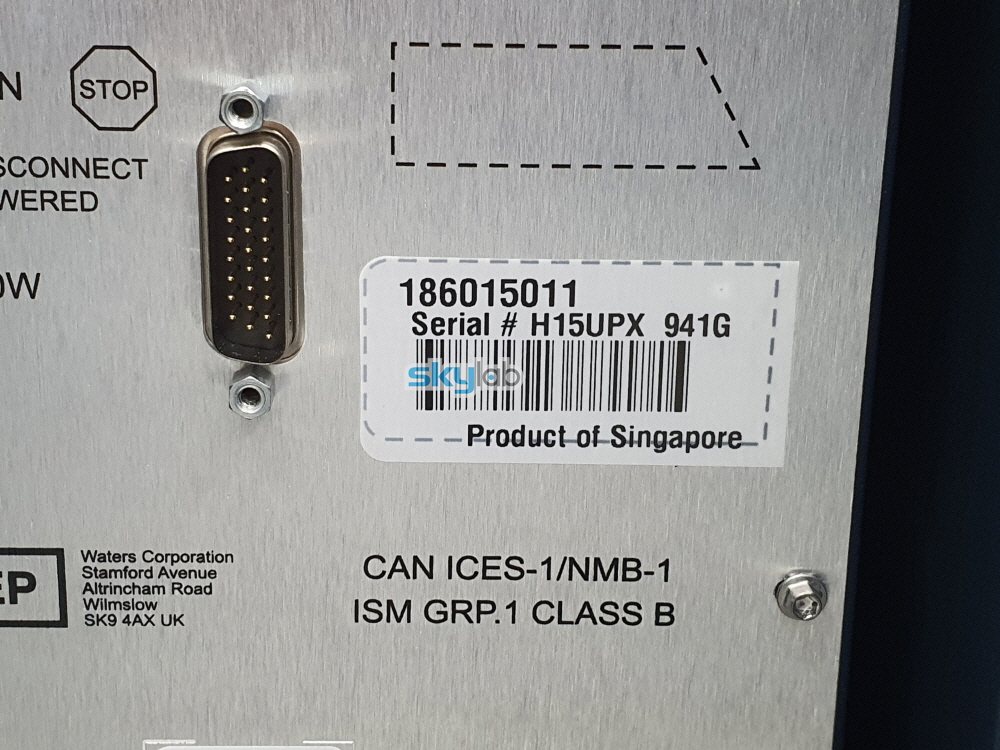 N
STOP
SCONNECT
WERED
0W
186015011
Serial # H15UPX 941G
skylab
Product of Singapore
EP
Waters Corporation
Stamford Avenue
Altrincham Road
Wilmslow
SK9 4AX UK
CAN ICES-1/NMB-1
ISM GRP.1 CLASS B